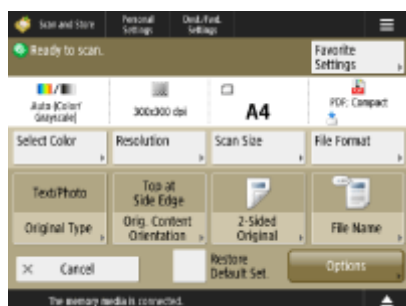 Scan and Store
Personal Settings
Dest./Fwd. Settings
Ready to scan.
Favorite Settings
Auto (Color/
Grayscale)
300x300 dpi
A4
PDF; Compact
Select Color
Resolution
Scan Size
File Format
Text/Photo
Top at
Side Edge
Original Type
Orig. Content
Orientation
2-Sided
Original
File Name
Cancel
Restore
Default Set.
Options
The memory media is connected.